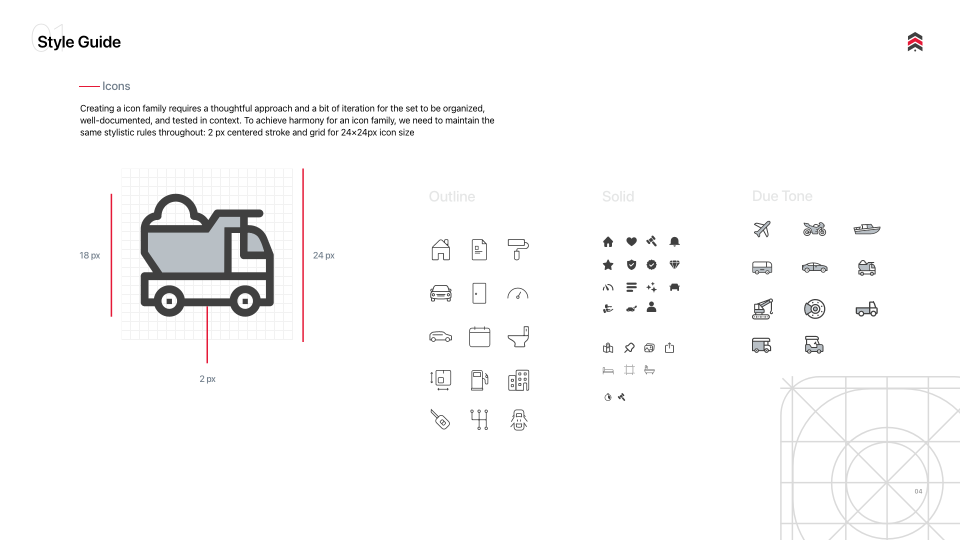 01
Style Guide
Icons
Creating a icon family requires a thoughtful approach and a bit of iteration for the set to be organized,
well-documented, and tested in context. To achieve harmony for an icon family, we need to maintain the
same stylistic rules throughout: 2 px centered stroke and grid for 24×24px icon size
18 px
24 px
2 px
Outline
Solid
Due Tone
04